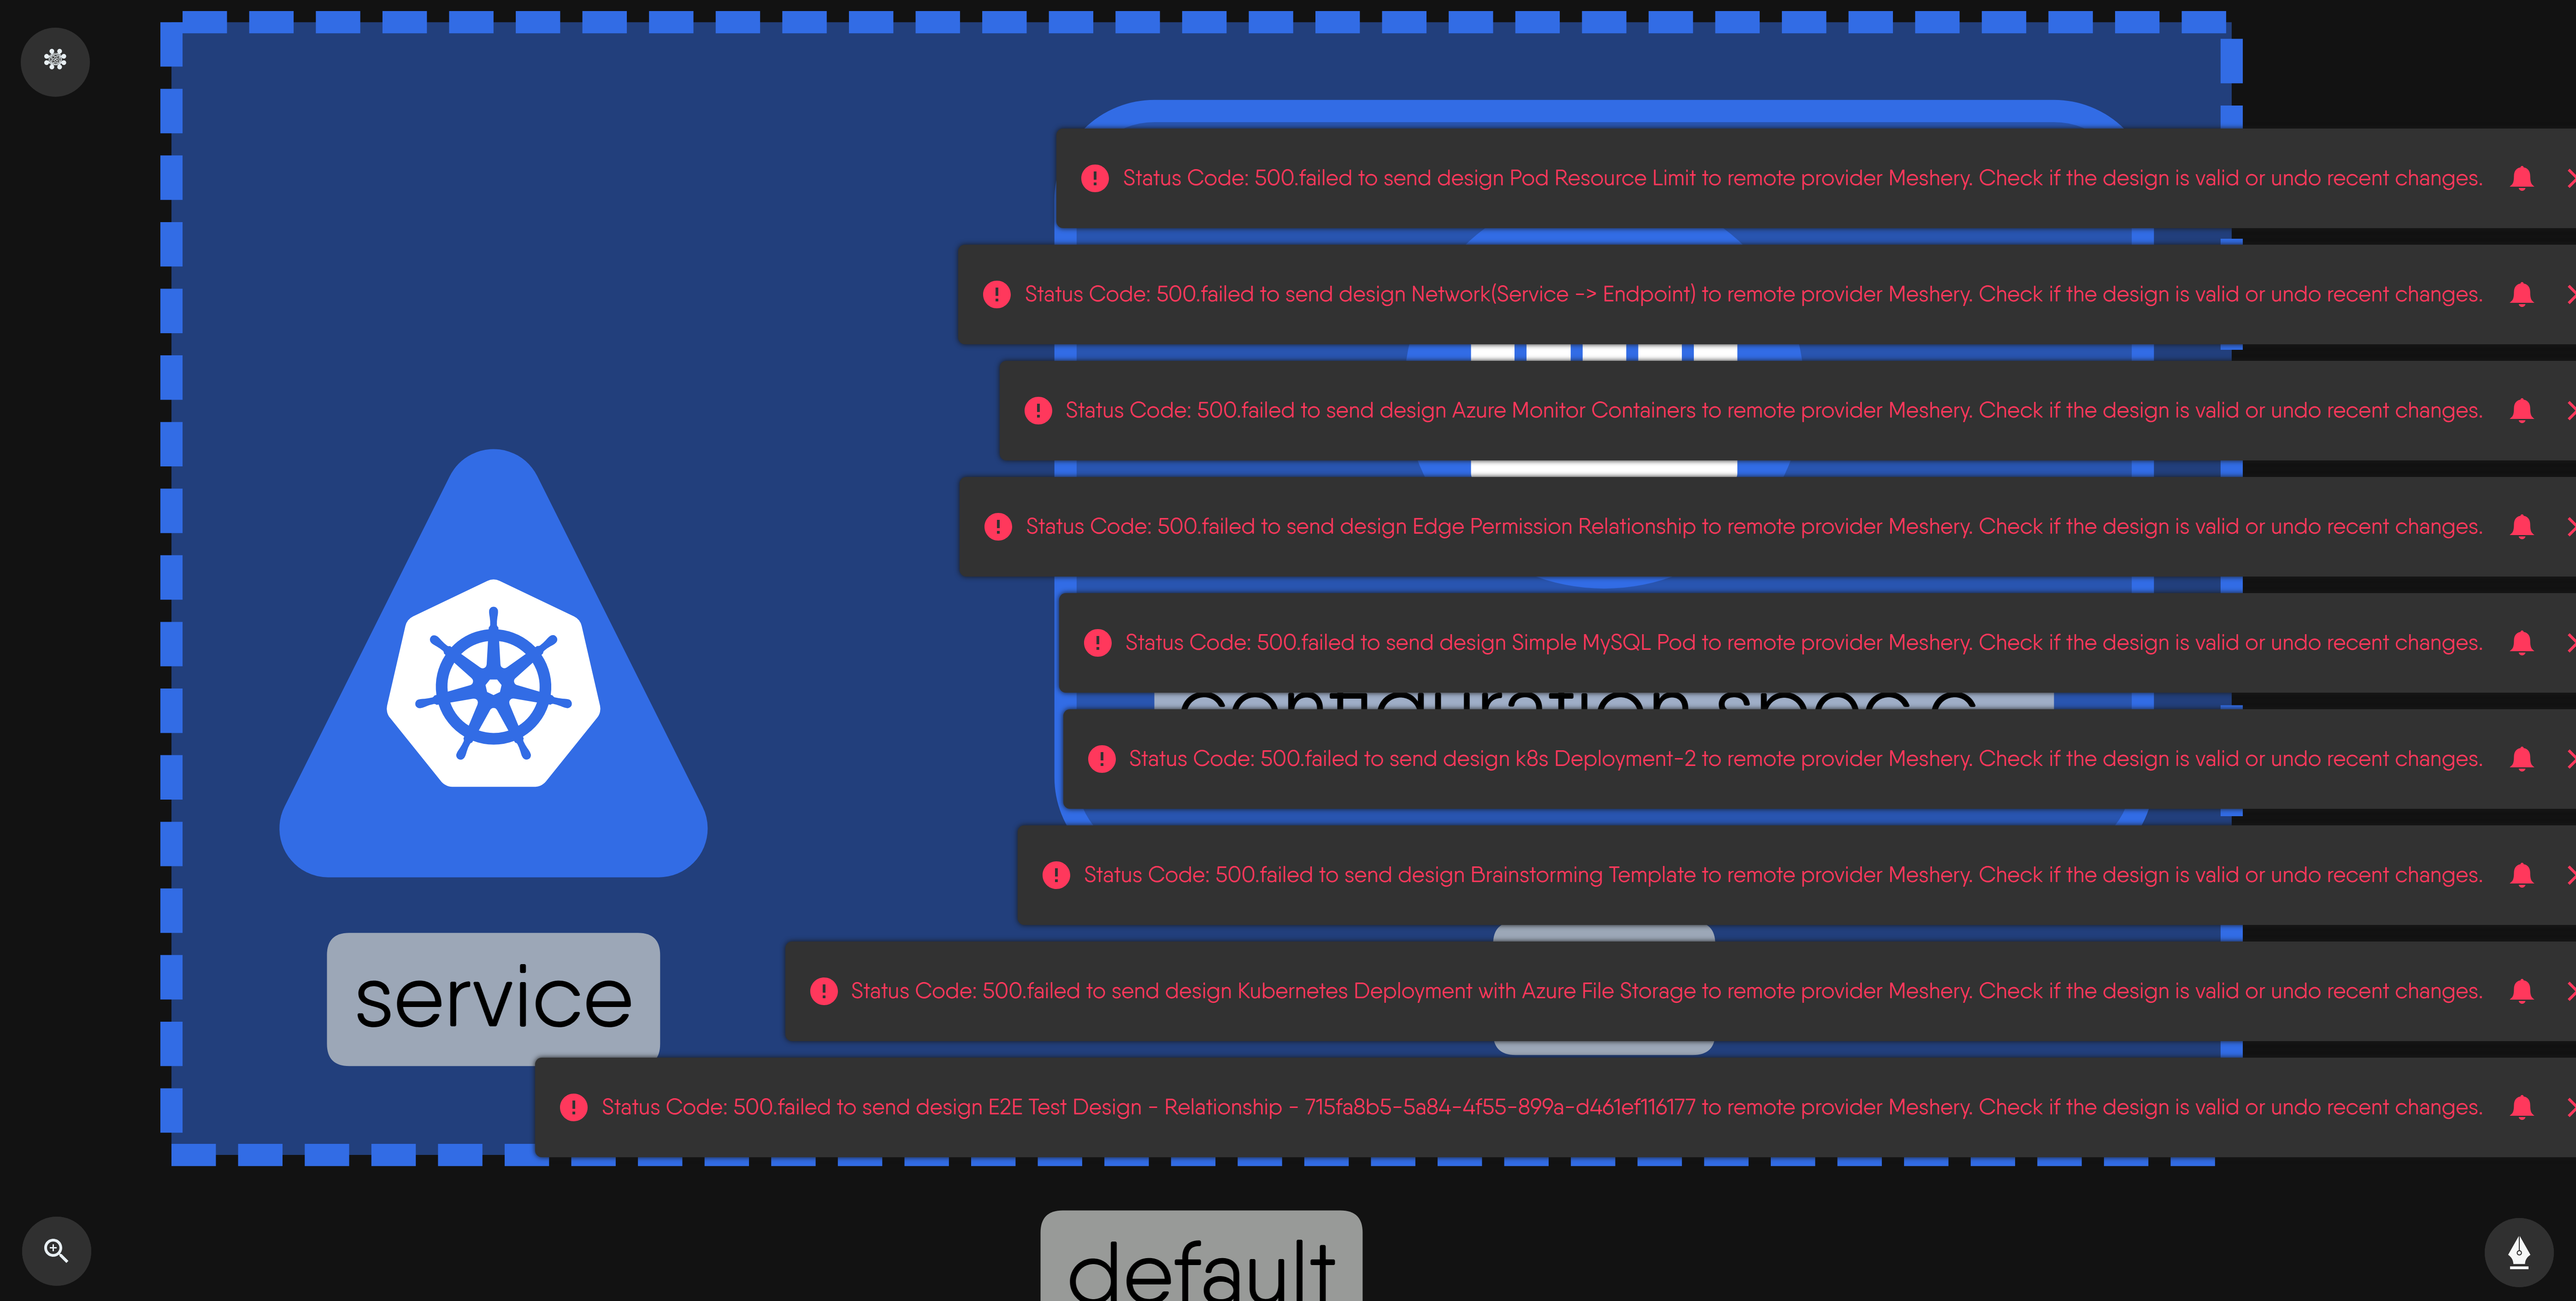 Status Code: 500.failed to send design Pod Resource Limit to remote provider Meshery. Check if the design is valid or undo recent changes.
Status Code: 500.failed to send design Network(Service -> Endpoint) to remote provider Meshery. Check if the design is valid or undo recent changes.
Status Code: 500.failed to send design Azure Monitor Containers to remote provider Meshery. Check if the design is valid or undo recent changes.
Status Code: 500.failed to send design Edge Permission Relationship to remote provider Meshery. Check if the design is valid or undo recent changes.
Status Code: 500.failed to send design Simple MySQL Pod to remote provider Meshery. Check if the design is valid or undo recent changes.
configuration spec c
Status Code: 500.failed to send design k8s Deployment-2 to remote provider Meshery. Check if the design is valid or undo recent changes.
Status Code: 500.failed to send design Brainstorming Template to remote provider Meshery. Check if the design is valid or undo recent changes.
service
Status Code: 500.failed to send design Kubernetes Deployment with Azure File Storage to remote provider Meshery. Check if the design is valid or undo recent changes.
Status Code: 500.failed to send design E2E Test Design - Relationship - 715fa8b5-5a84-4f55-899a-d461ef116177 to remote provider Meshery. Check if the design is valid or undo recent changes.
default